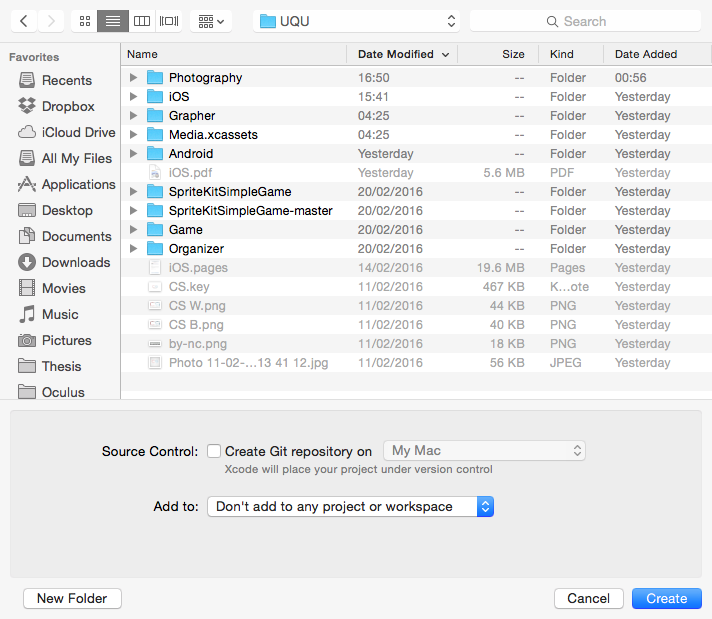 UQU
Search
Favorites
Recents
Dropbox
iCloud Drive
All My Files
Applications
Desktop
Documents
Downloads
Movies
Music
Pictures
Thesis
Oculus
Name Date Modified Size Kind Date Added
Photography 16:50 -- Folder 00:56
iOS 15:41 -- Folder Yesterday
Grapher 04:25 -- Folder Yesterday
Media.xcassets 04:25 -- Folder Yesterday
Android Yesterday -- Folder Yesterday
iOS.pdf Yesterday 5.6 MB PDF Yesterday
SpriteKitSimpleGame 20/02/2016 -- Folder Yesterday
SpriteKitSimpleGame-master 20/02/2016 -- Folder Yesterday
Game 20/02/2016 -- Folder Yesterday
Organizer 20/02/2016 -- Folder Yesterday
iOS.pages 14/02/2016 19.6 MB Pages Yesterday
CS.key 11/02/2016 467 KB K...ote Yesterday
CS W.png 11/02/2016 44 KB PNG Yesterday
CS B.png 11/02/2016 40 KB PNG Yesterday
by-nc.png 11/02/2016 18 KB PNG Yesterday
Photo 11-02-...13 41 12.jpg 11/02/2016 56 KB JPEG Yesterday
Source Control: Create Git repository on My Mac
Xcode will place your project under version control
Add to: Don't add to any project or workspace
New Folder Cancel Create